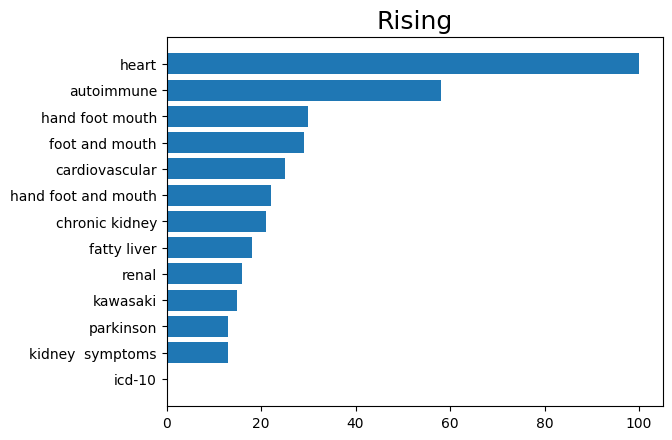 Rising
heart
autoimmune
hand foot mouth
foot and mouth
cardiovascular
hand foot and mouth
chronic kidney
fatty liver
renal
kawasaki
parkinson
kidney  symptoms
icd-10
0 20 40 60 80 100